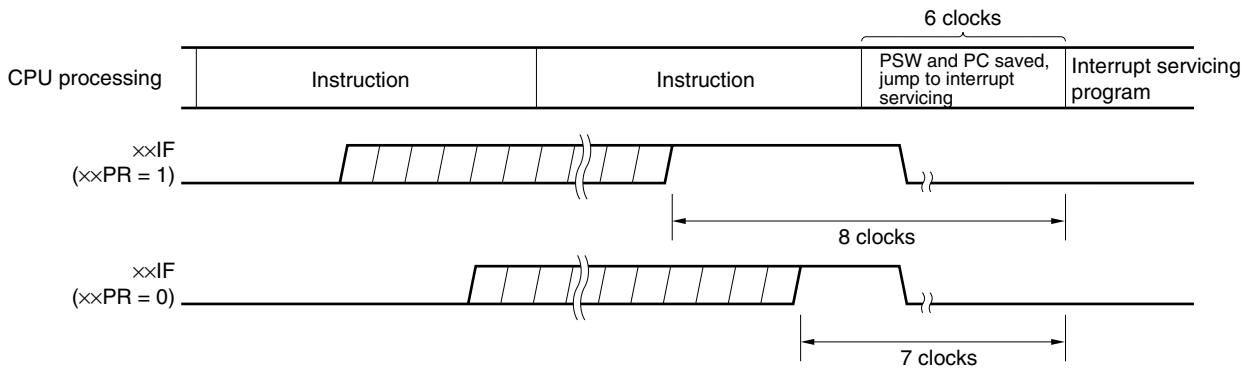 6 clocks
CPU processing
Instruction
Instruction
PSW and PC saved,
jump to interrupt
servicing
Interrupt servicing
program
××IF
(××PR = 1)
8 clocks
××IF
(××PR = 0)
7 clocks